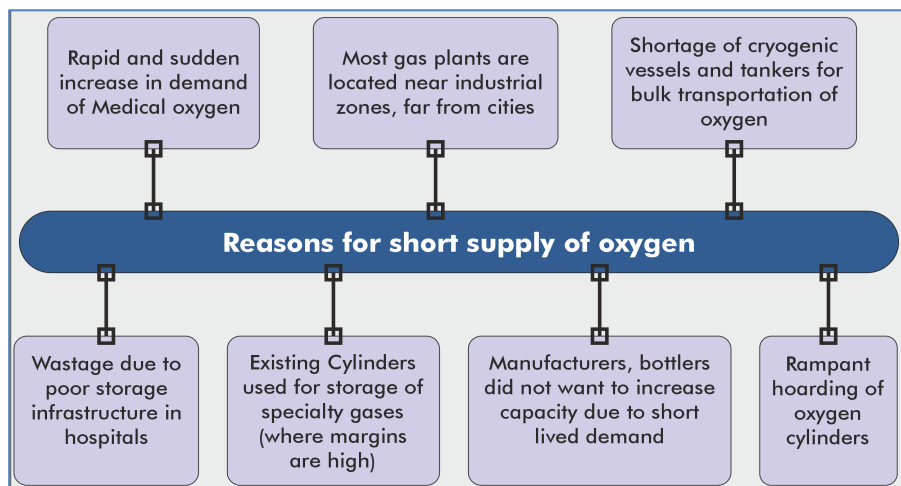 Rapid and sudden
increase in demand
of Medical oxygen
Most gas plants are
located near industrial
zones, far from cities
Shortage of cryogenic
vessels and tankers for
bulk transportation of
oxygen
Reasons for short supply of oxygen
Wastage due to
poor storage
infrastructure in
hospitals
Existing Cylinders
used for storage of
specialty gases
(where margins
are high)
Manufacturers, bottlers
did not want to increase
capacity due to short
lived demand
Rampant
hoarding of
oxygen
cylinders